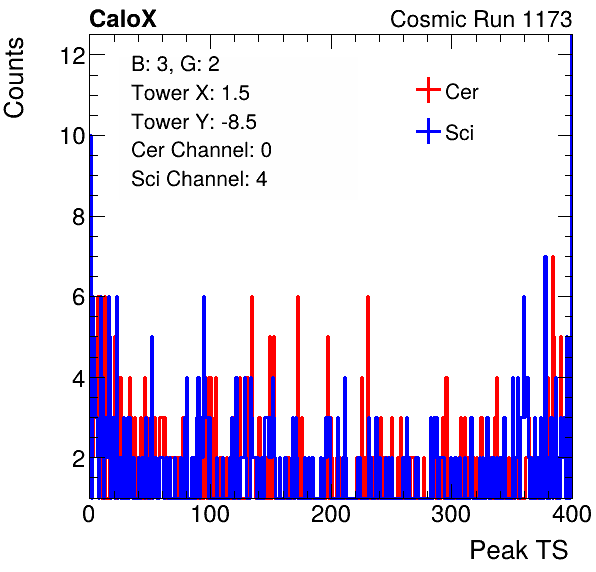 CaloX
Cosmic Run 1173
Counts
12
10
8
6
4
2
B: 3, G: 2
Tower X: 1.5
Tower Y: -8.5
Cer Channel: 0
Sci Channel: 4
Cer
Sci
0
100
200
300
400
Peak TS